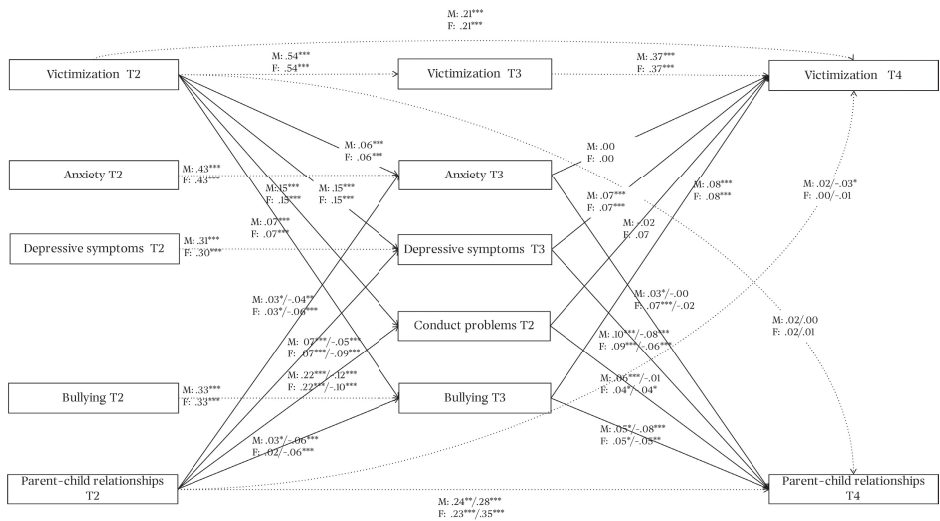 M: .21***
F: .21***
M: .54***
F: .54***
M: .37***
F: .37***
Victimization T2
Victimization T3
Victimization T4
M: .06***
F: .06***
M: .00
F: .00
Anxiety T2
M: .43***
F: .43***
Anxiety T3
M:.15***
F: .15***
M: .15***
F: .15***
M: .07***
F: .07***
M: .08***
F: .08***
M: .02/-.03*
F: .00/-.01
M: .07***
F: .07***
M: -.02
F: .07
Depressive symptoms T2
M: .31***
F: .30***
Depressive symptoms T3
M: .03*/-.04**
F: .03*/-.06***
M: .03*/-.00
F: .07***/-.02
Conduct problems T2
M:.02/.00
F: .02/.01
M: .07***/-.05***
F: .07***/-.09***
M: .10***/-.08***
F: .09***/-.06***
M: .22***/-.12***
F: .22***/-.10***
M: .06***/-.01
F: .04*/-.04*
Bullying T2
M: .33***
F: .33***
Bullying T3
M: .03*/-.06***
F: .02/-.06***
M: .05*/-.08***
F: .05*/-.05**
Parent-child relationships
T2
Parent-child relationships
T4
M: .24**/.28***
F: .23***/.35***